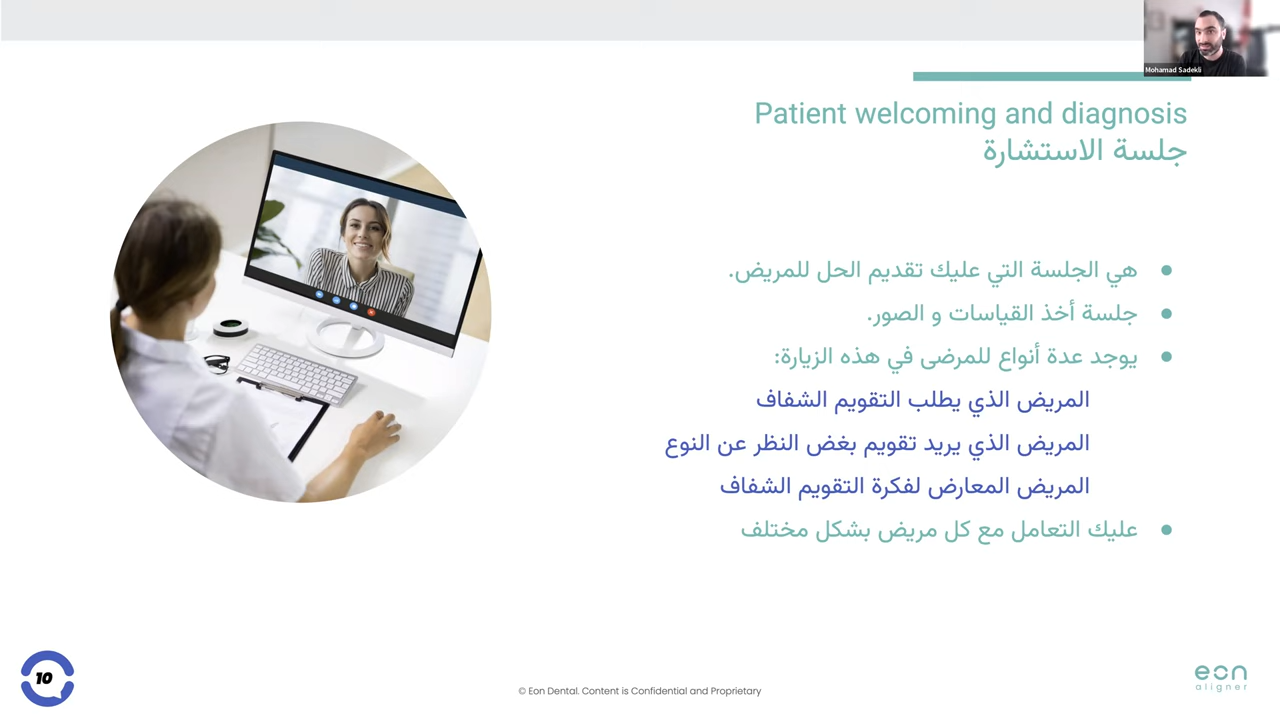 Mohamad Sadekli
Patient welcoming and diagnosis
جلسة الاستشارة
● هي الجلسة التي عليك تقديم الحل للمريض.
● جلسة أخذ القياسات و الصور.
● يوجد عدة أنواع للمرضى في هذه الزيارة:
المريض الذي يطلب التقويم الشفاف
المريض الذي يريد تقويم بغض النظر عن النوع
المريض المعارض لفكرة التقويم الشفاف
● عليك التعامل مع كل مريض بشكل مختلف
10
© Eon Dental. Content is Confidential and Proprietary
eon
aligner